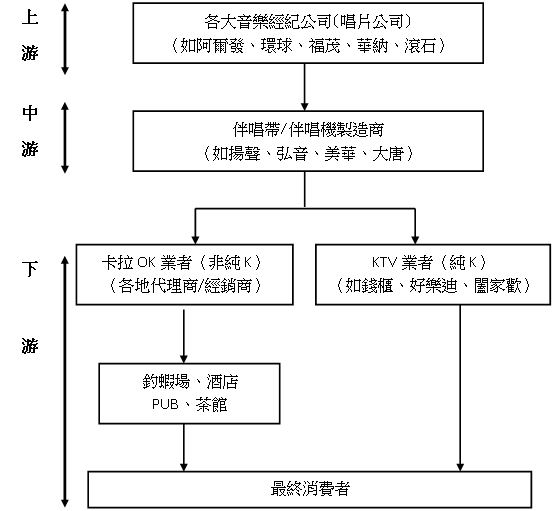 上游
各大音樂經紀公司(唱片公司)
（如阿爾發、環球、福茂、華納、滾石）
中游
伴唱帶/伴唱機製造商
（如揚聲、弘音、美華、大唐）
下游
卡拉OK業者（非純K）
（各地代理商/經銷商）
KTV業者（純K）
（如錢櫃、好樂迪、闔家歡）
釣蝦場、酒店
PUB、茶館
最終消費者